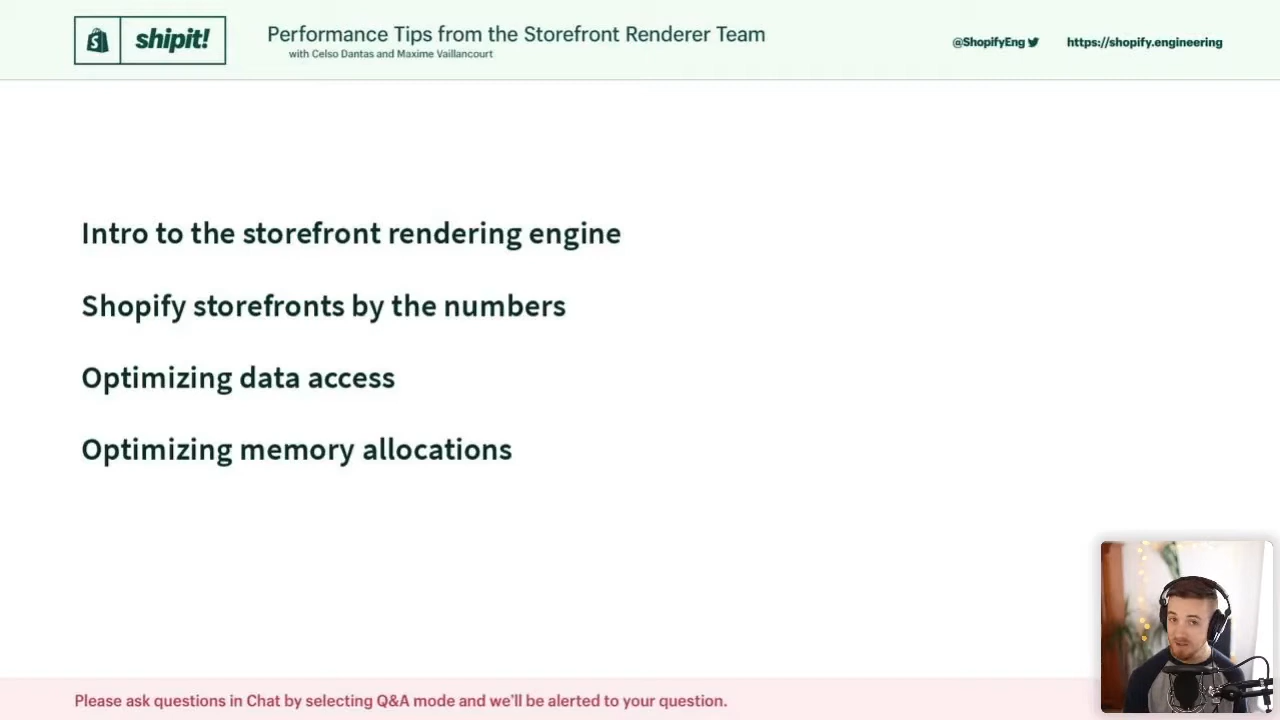 shipit!
Performance Tips from the Storefront Renderer Team
with Celso Dantas and Maxime Vaillancourt
@ShopifyEng
https://shopify.engineering
Intro to the storefront rendering engine
Shopify storefronts by the numbers
Optimizing data access
Optimizing memory allocations
Please ask questions in Chat by selecting Q&A mode and we'll be alerted to your question.